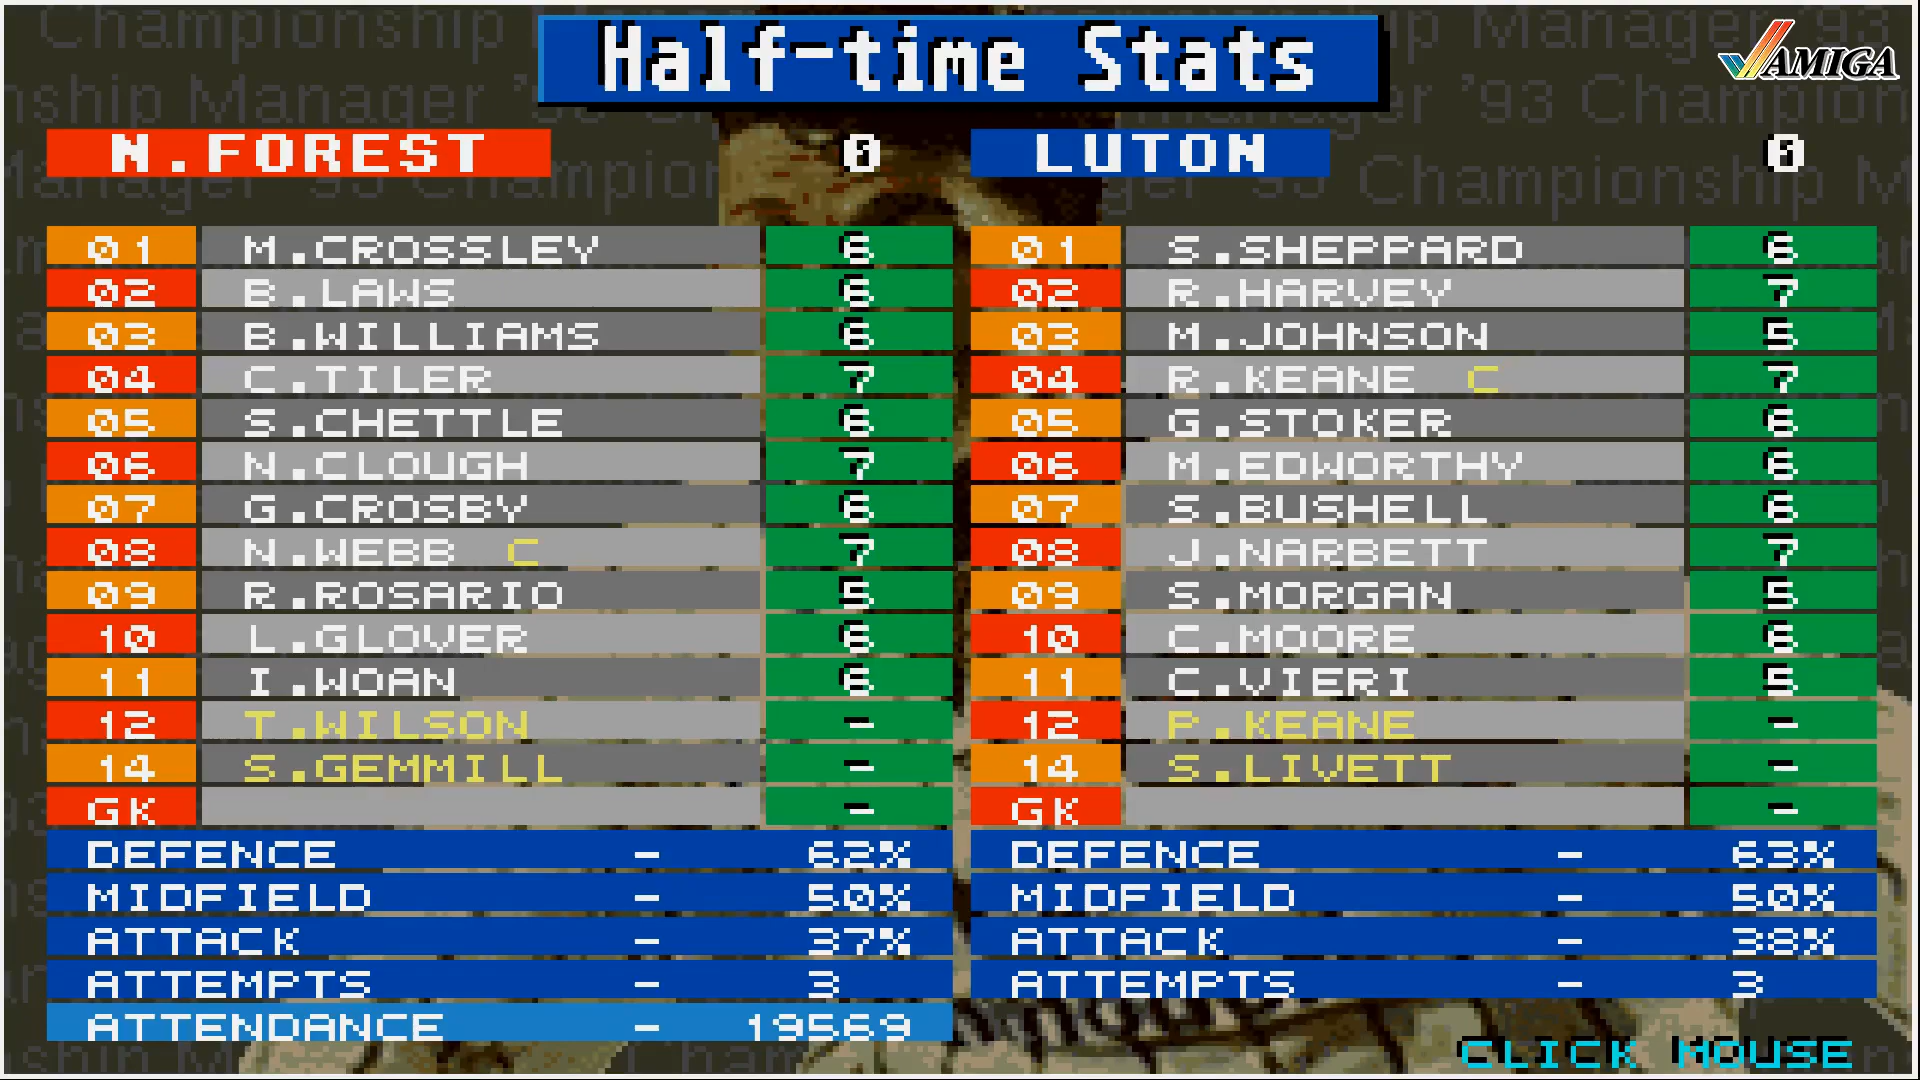 Half-time Stats
AMIGA
N.FOREST 0
01 M.CROSSLEY 6
02 B.LAWS 6
03 B.WILLIAMS 6
04 C.TILER 7
05 S.CHETTLE 6
06 N.CLOUGH 7
07 G.CROSBY 6
08 N.WEBB C 7
09 R.ROSARIO 5
10 L.GLOVER 6
11 I.WOAN 6
12 T.WILSON -
14 S.GEMMILL -
GK -
DEFENCE - 62%
MIDFIELD - 50%
ATTACK - 37%
ATTEMPTS - 3
ATTENDANCE - 19569
LUTON 0
01 S.SHEPPARD 6
02 R.HARVEY 7
03 M.JOHNSON 5
04 R.KEANE C 7
05 G.STOKER 6
06 M.EDWORTHY 6
07 S.BUSHELL 6
08 J.NARBETT 7
09 S.MORGAN 5
10 C.MOORE 6
11 C.VIERI 5
12 P.KEANE -
14 S.LIVETT -
GK -
DEFENCE - 63%
MIDFIELD - 50%
ATTACK - 38%
ATTEMPTS - 3
CLICK MOUSE